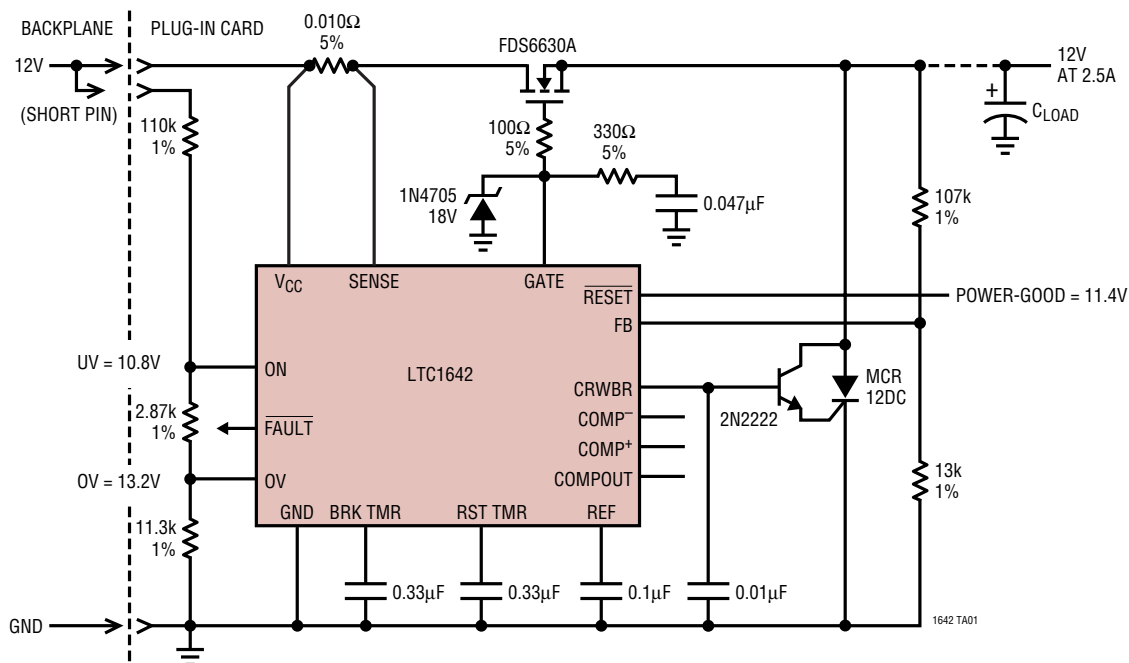 BACKPLANE
PLUG-IN CARD
0.010Ω
5%
FDS6630A
12V
(SHORT PIN)
12V
AT 2.5A
+
CLOAD
110k
1%
100Ω
5%
330Ω
5%
1N4705
18V
0.047µF
107k
1%
VCC
SENSE
GATE
RESET
POWER-GOOD = 11.4V
FB
UV = 10.8V
ON
LTC1642
CRWBR
MCR
12DC
2N2222
2.87k
1%
FAULT
COMP–
COMP+
COMPOUT
OV = 13.2V
OV
13k
1%
GND
BRK TMR
RST TMR
REF
11.3k
1%
0.33µF
0.33µF
0.1µF
0.01µF
GND
1642 TA01